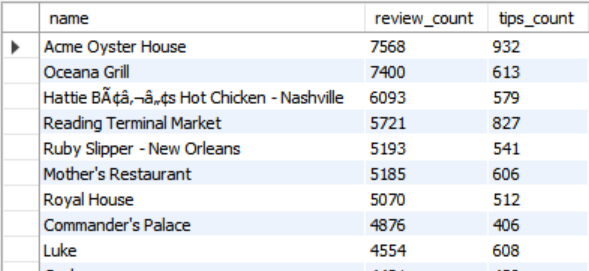 name review_count tips_count
Acme Oyster House 7568 932
Oceana Grill 7400 613
Hattie BÃ¢â‚¬â„¢s Hot Chicken - Nashville 6093 579
Reading Terminal Market 5721 827
Ruby Slipper - New Orleans 5193 541
Mother's Restaurant 5185 606
Royal House 5070 512
Commander's Palace 4876 406
Luke 4554 608